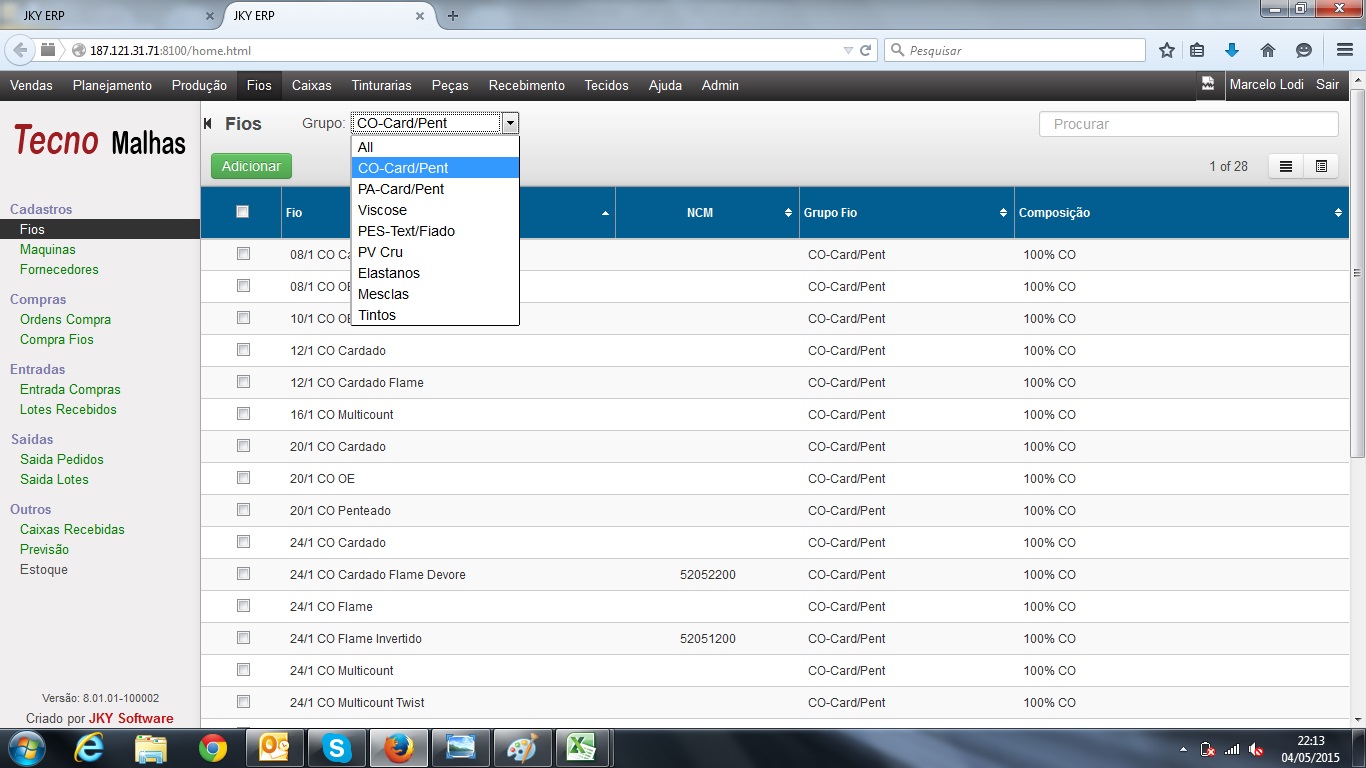 JKY ERP
JKY ERP
187.121.31.71:8100/home.html
Pesquisar
Vendas Planejamento Produção Fios Caixas Tinturarias Peças Recebimento Tecidos Ajuda Admin Marcelo Lodi Sair
Tecno Malhas
Fios Grupo: CO-Card/Pent Procurar
Adicionar 1 of 28
All
CO-Card/Pent
PA-Card/Pent
Viscose
PES-Text/Fiado
PV Cru
Elastanos
Mesclas
Tintos
Cadastros
Fios
Maquinas
Fornecedores
Compras
Ordens Compra
Compra Fios
Entradas
Entrada Compras
Lotes Recebidos
Saidas
Saida Pedidos
Saida Lotes
Outros
Caixas Recebidas
Previsão
Estoque
Versão: 8.01.01-100002
Criado por JKY Software
Fio NCM Grupo Fio Composição
08/1 CO CO-Card/Pent 100% CO
08/1 CO CO-Card/Pent 100% CO
10/1 CO CO-Card/Pent 100% CO
12/1 CO Cardado CO-Card/Pent 100% CO
12/1 CO Cardado Flame CO-Card/Pent 100% CO
16/1 CO Multicount CO-Card/Pent 100% CO
20/1 CO Cardado CO-Card/Pent 100% CO
20/1 CO OE CO-Card/Pent 100% CO
20/1 CO Penteado CO-Card/Pent 100% CO
24/1 CO Cardado CO-Card/Pent 100% CO
24/1 CO Cardado Flame Devore 52052200 CO-Card/Pent 100% CO
24/1 CO Flame CO-Card/Pent 100% CO
24/1 CO Flame Invertido 52051200 CO-Card/Pent 100% CO
24/1 CO Multicount CO-Card/Pent 100% CO
24/1 CO Multicount Twist CO-Card/Pent 100% CO
22:13
04/05/2015